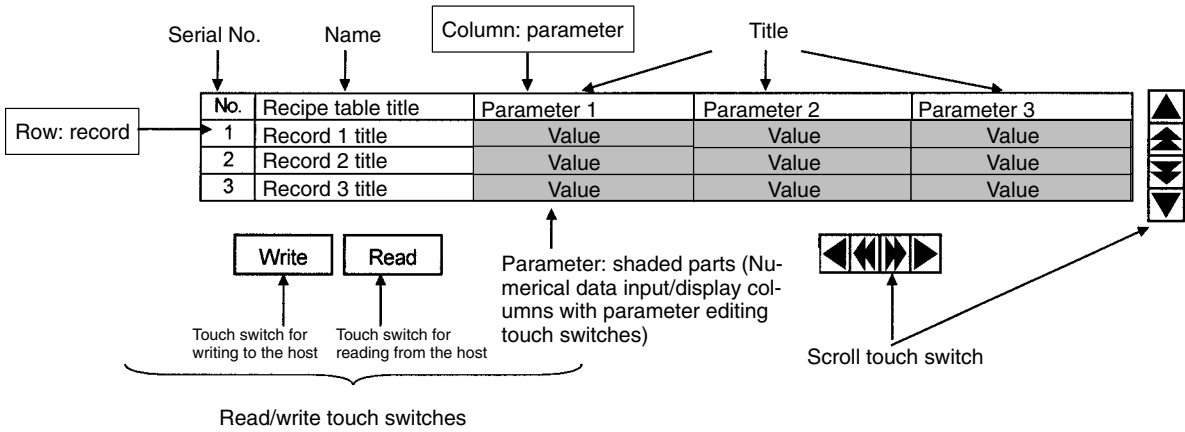 Serial No.
Name
Column: parameter
Title
Row: record
No. Recipe table title Parameter 1 Parameter 2 Parameter 3
1 Record 1 title Value Value Value
2 Record 2 title Value Value Value
3 Record 3 title Value Value Value
Write
Read
Touch switch for
writing to the host
Touch switch for
reading from the host
Parameter: shaded parts (Nu-
merical data input/display col-
umns with parameter editing
touch switches)
Scroll touch switch
Read/write touch switches